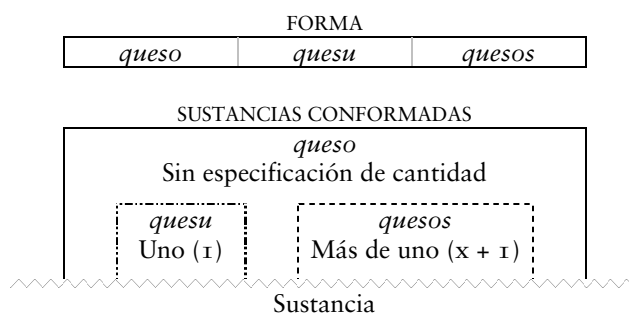 FORMA
queso quesu quesos
SUSTANCIAS CONFORMADAS
queso
Sin especificación de cantidad
quesu quesos
Uno (1) Más de uno (x + 1)
Sustancia